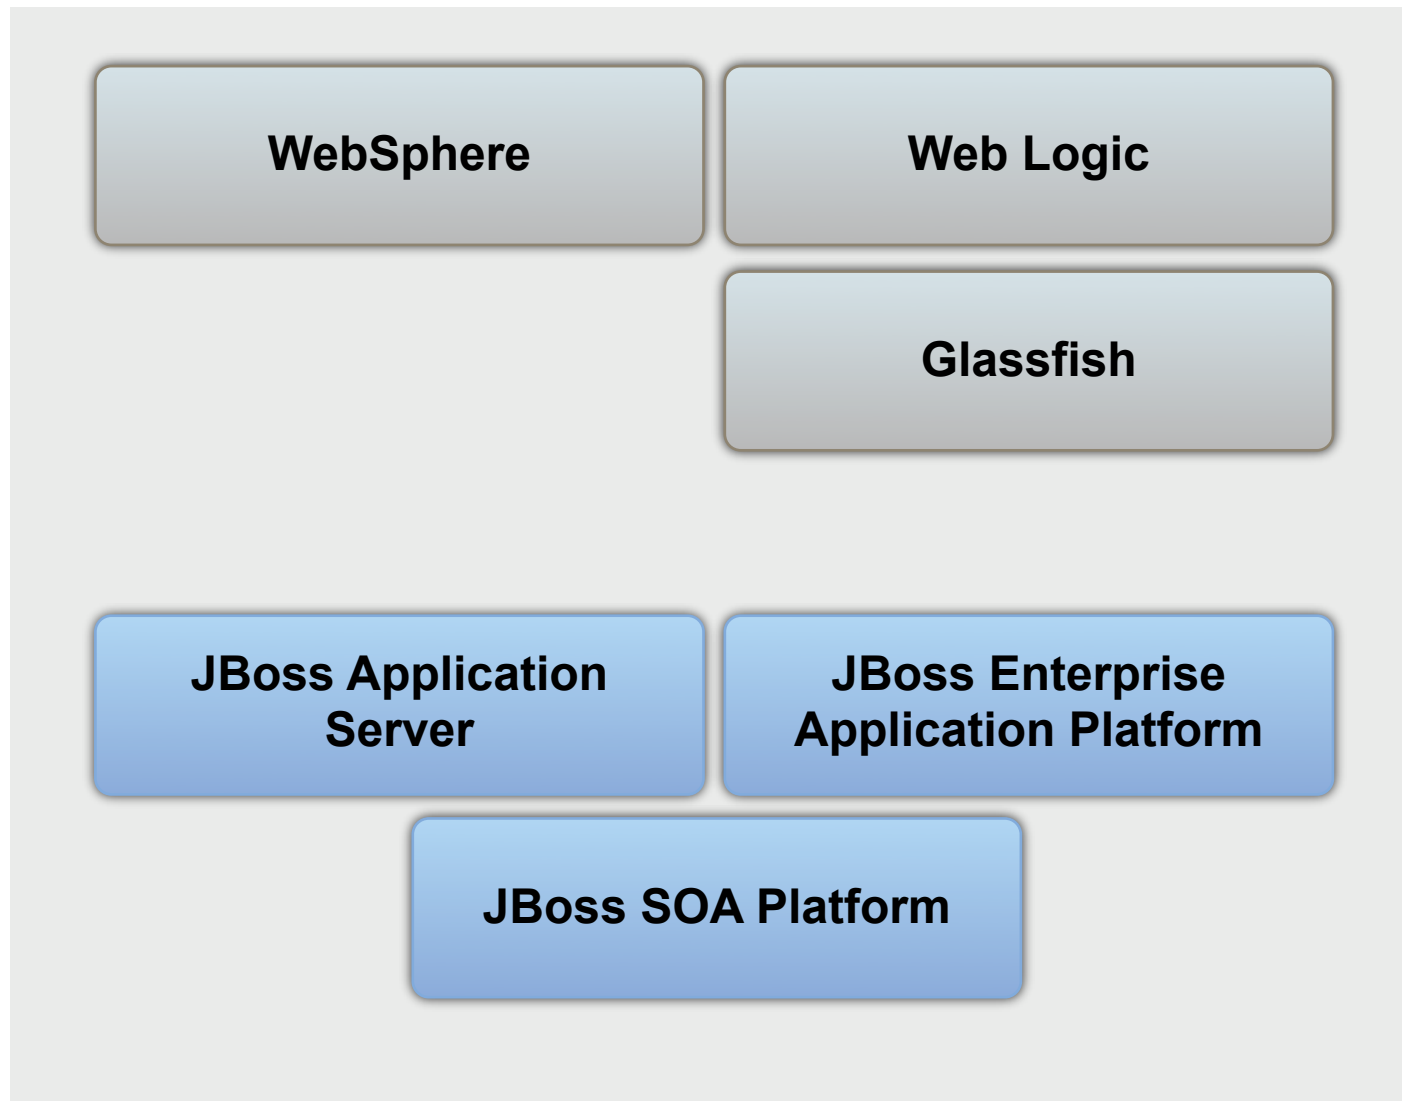 WebSphere
Web Logic
Glassfish
JBoss Application
Server
JBoss Enterprise
Application Platform
JBoss SOA Platform